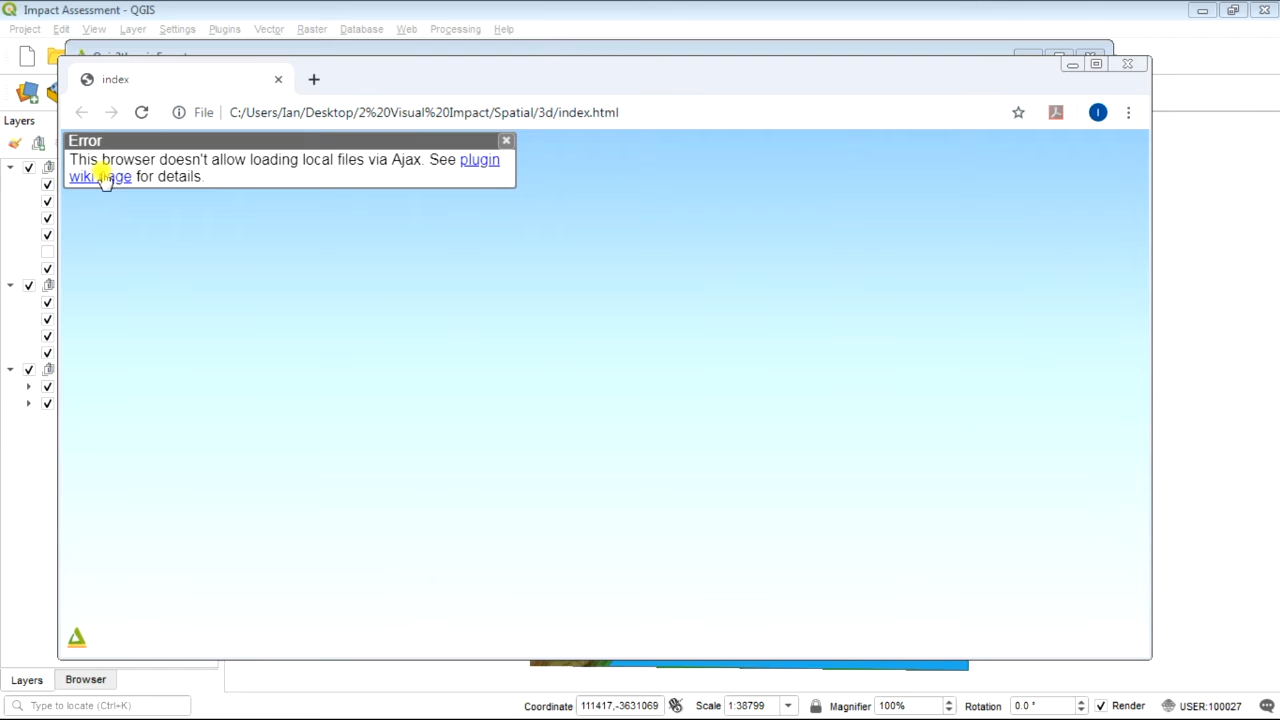 Impact Assessment - QGIS
Project Edit View Layer Settings Plugins Vector Raster Database Web Processing Help
index
File C:/Users/Ian/Desktop/2%20Visual%20Impact/Spatial/3d/index.html
I
Layers
Error
This browser doesn't allow loading local files via Ajax. See plugin
wiki page for details.
Layers Browser
Type to locate (Ctrl+K)
Coordinate 111417,-3631069 Scale 1:38799 Magnifier 100% Rotation 0.0 ° Render USER:100027